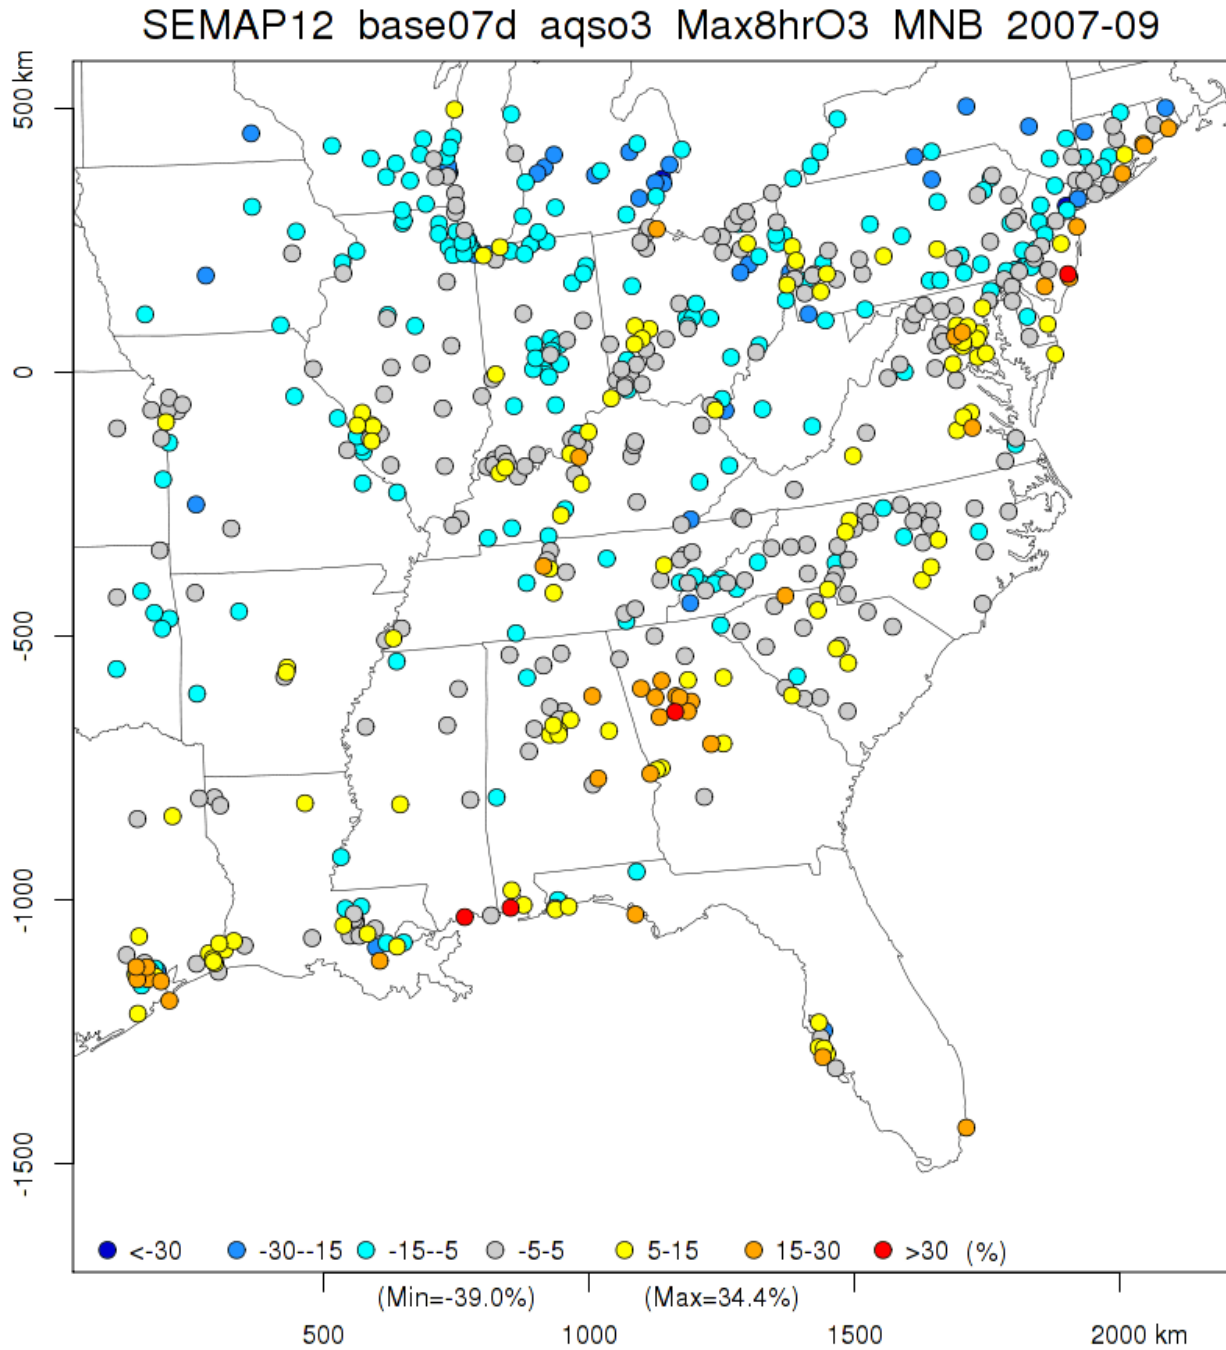 SEMAP12 base07d aqso3 Max8hrO3 MNB 2007-09
500 km
0
-500
-1000
-1500
<-30 -30--15 -15--5 -5-5 5-15 15-30 >30 (%)
(Min=-39.0%) (Max=34.4%)
500 1000 1500 2000 km